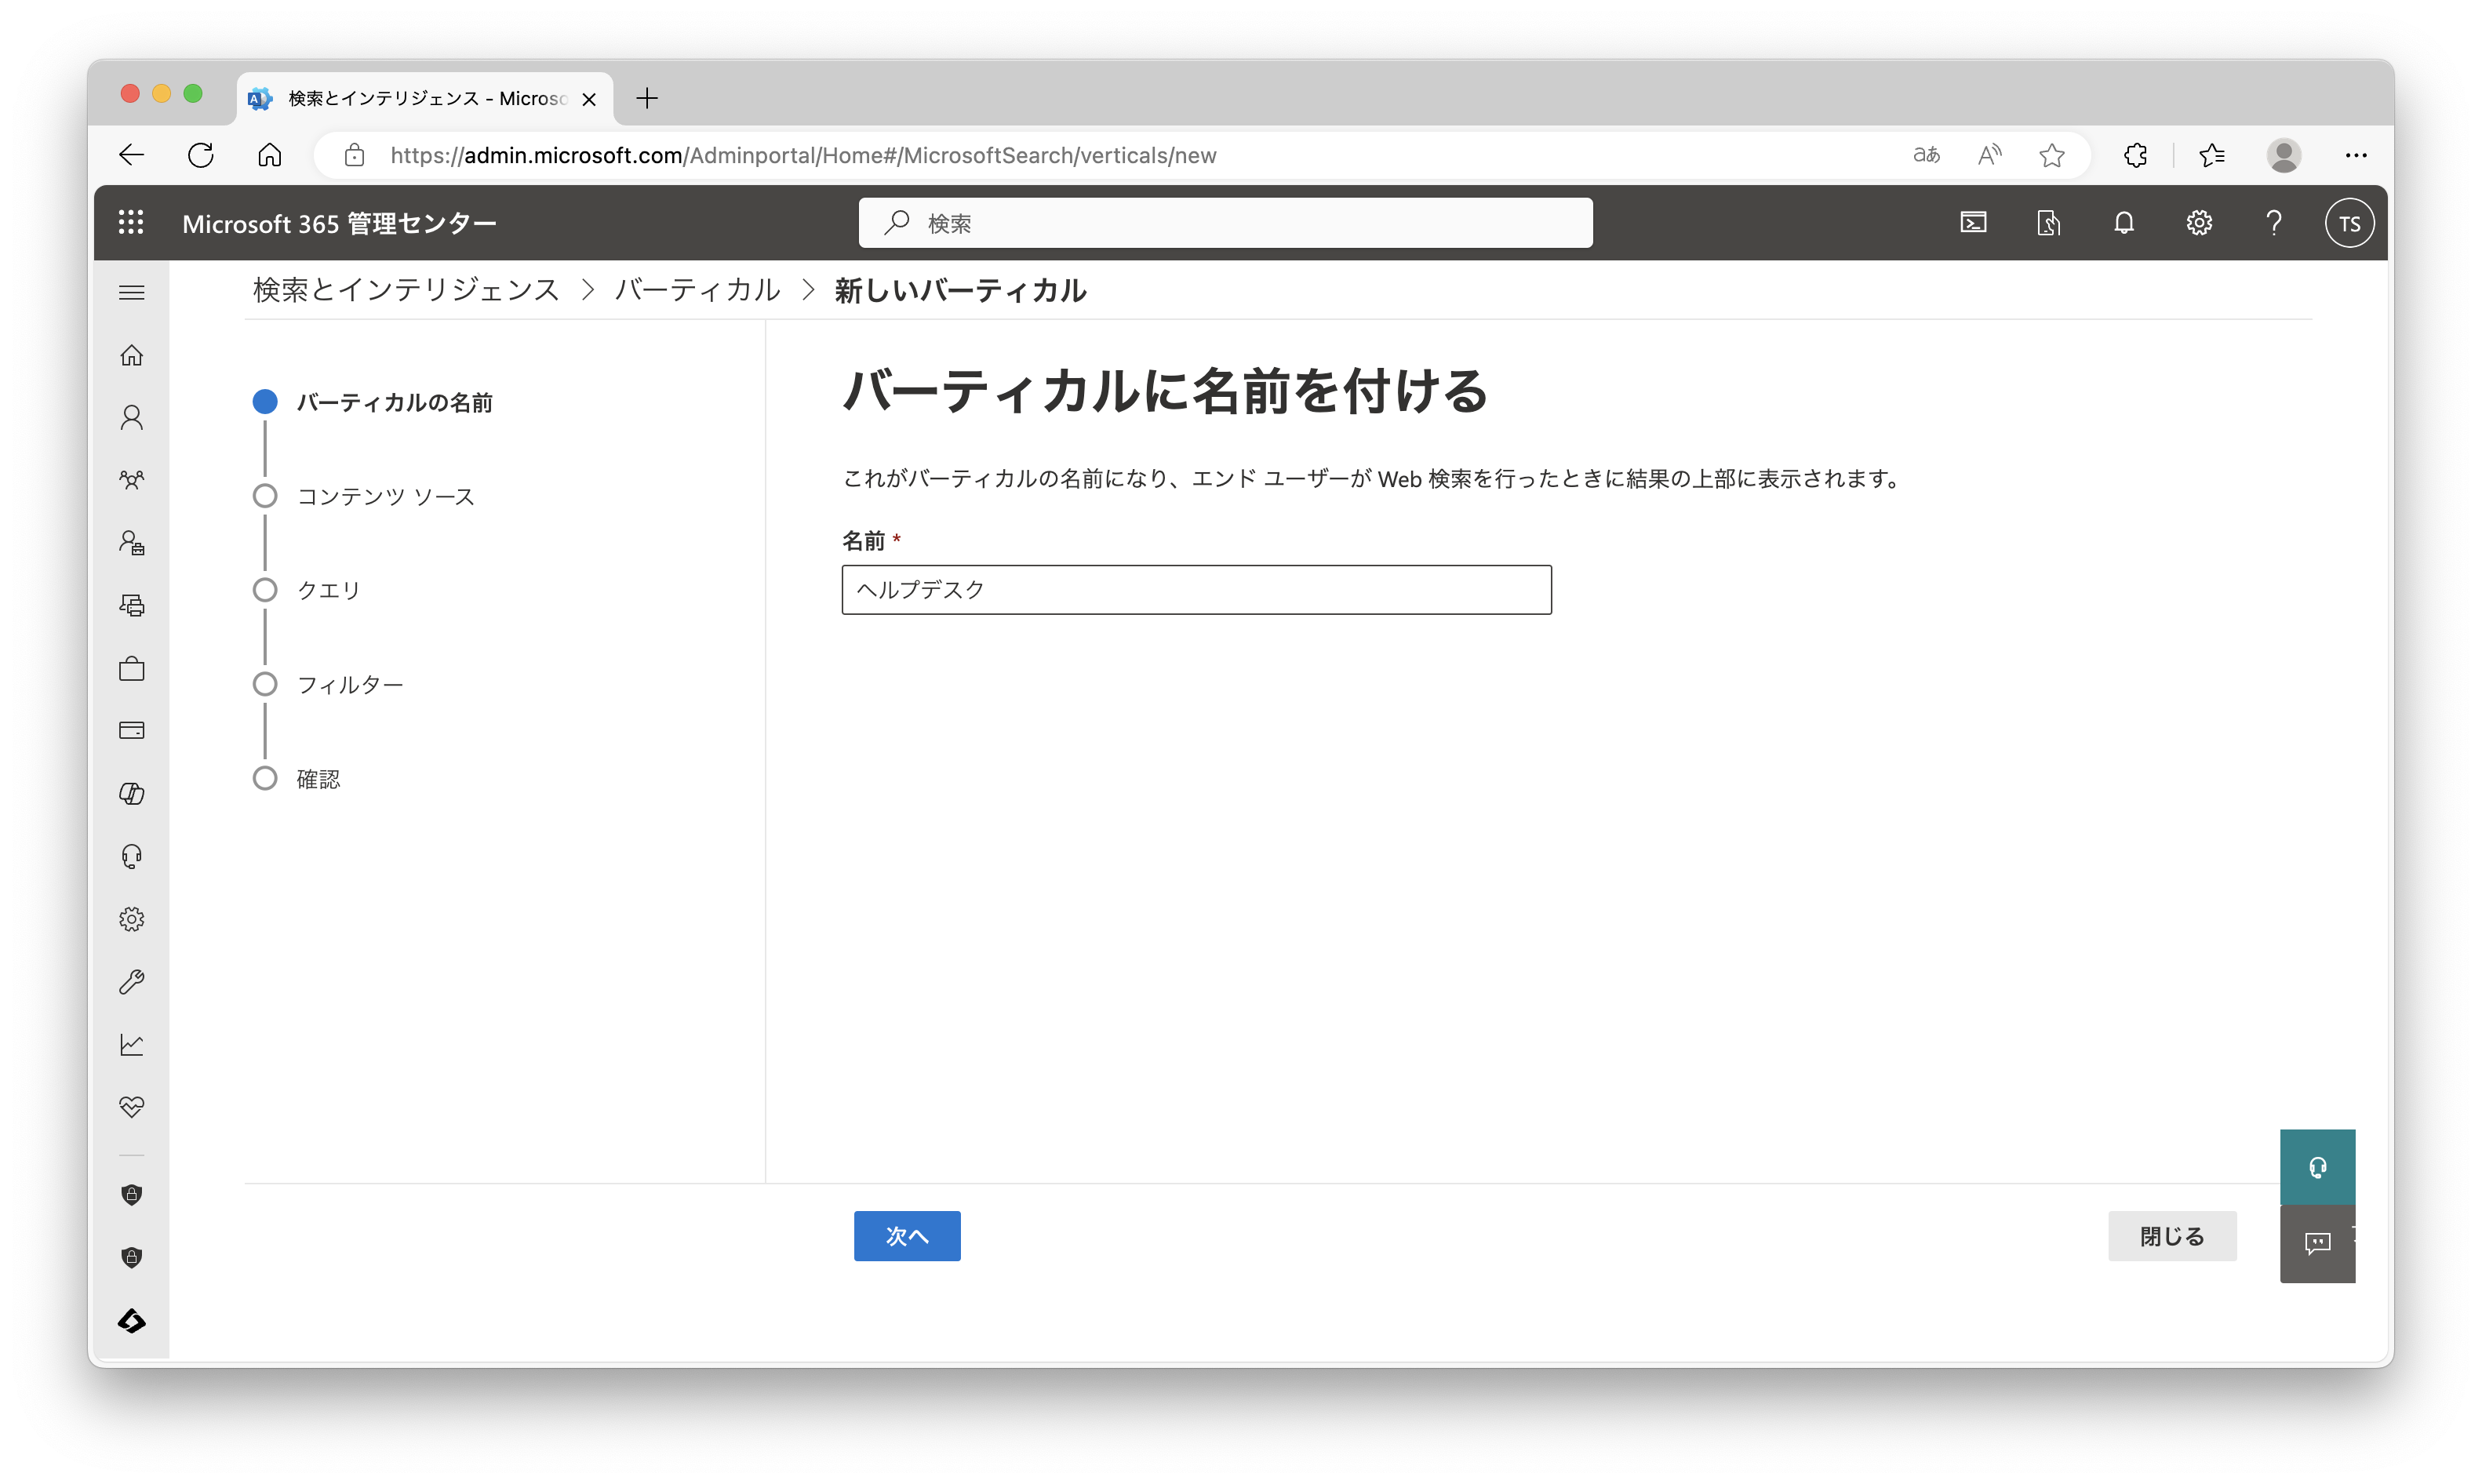 検索とインテリジェンス - Microso
https://admin.microsoft.com/Adminportal/Home#/MicrosoftSearch/verticals/new
Microsoft 365 管理センター
検索
TS
検索とインテリジェンス > バーティカル > 新しいバーティカル
バーティカルの名前
コンテンツ ソース
クエリ
フィルター
確認
バーティカルに名前を付ける
これがバーティカルの名前になり、エンド ユーザーが Web 検索を行ったときに結果の上部に表示されます。
名前 *
ヘルプデスク
次へ
閉じる